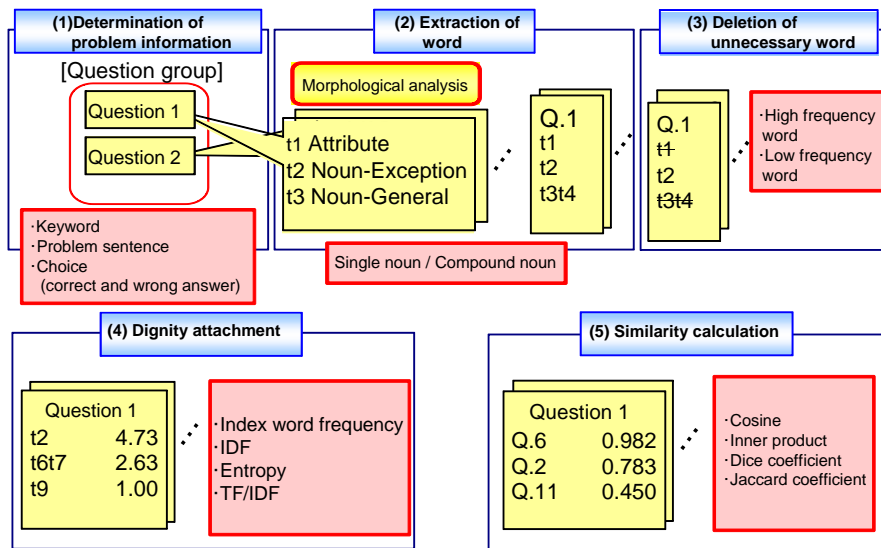 (1)Determination of
problem information
[Question group]
Question 1
Question 2
·Keyword
·Problem sentence
·Choice
(correct and wrong answer)
(2) Extraction of
word
Morphological analysis
t1 Attribute
t2 Noun-Exception
t3 Noun-General
Q.1
t1
t2
t3t4
Single noun / Compound noun
(3) Deletion of
unnecessary word
Q.1
t1
t2
t3t4
·High frequency
word
·Low frequency
word
(4) Dignity attachment
Question 1
t2 4.73
t6t7 2.63
t9 1.00
·Index word frequency
·IDF
·Entropy
·TF/IDF
(5) Similarity calculation
Question 1
Q.6 0.982
Q.2 0.783
Q.11 0.450
·Cosine
·Inner product
·Dice coefficient
·Jaccard coefficient